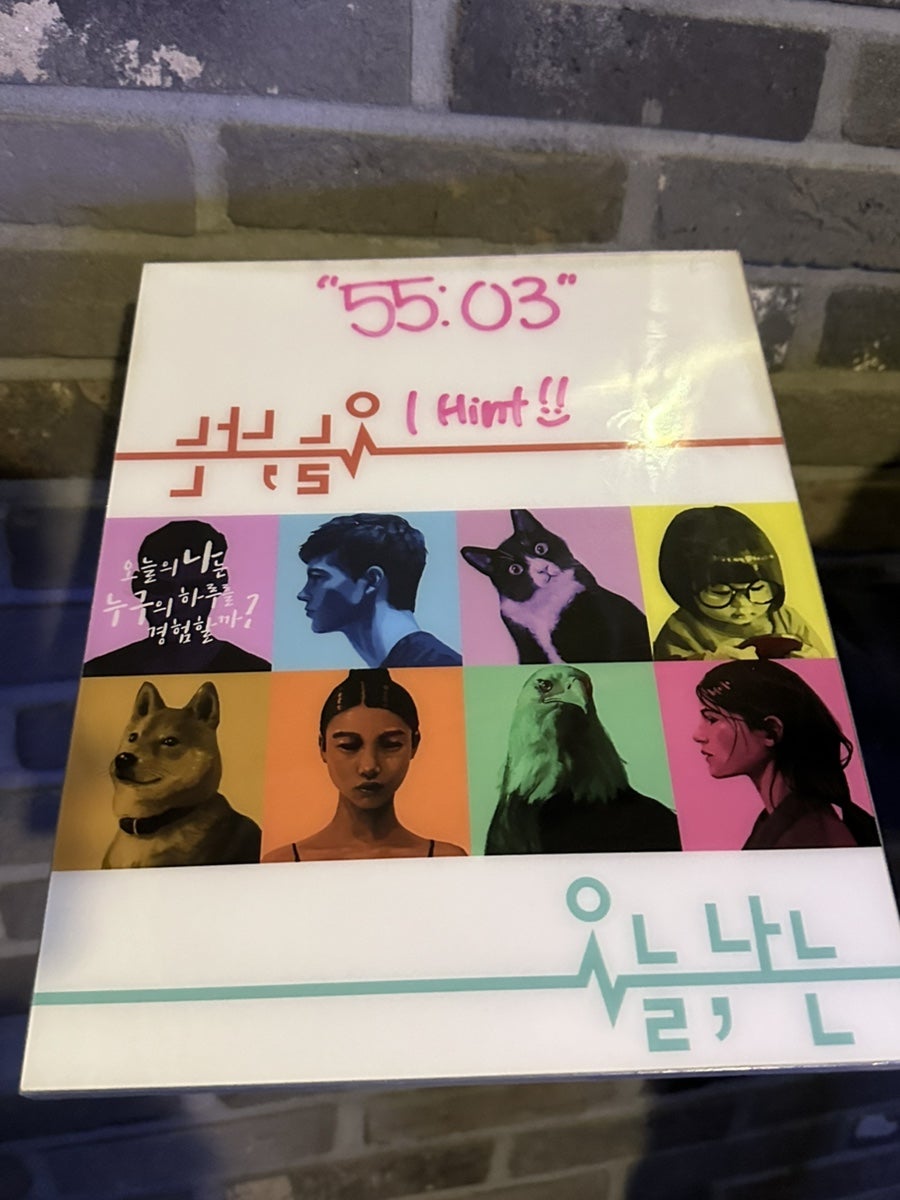 "55:03"
1 Hint!!
오늘의 나는
누구의 하루를
경험할까?
오늘, 나는